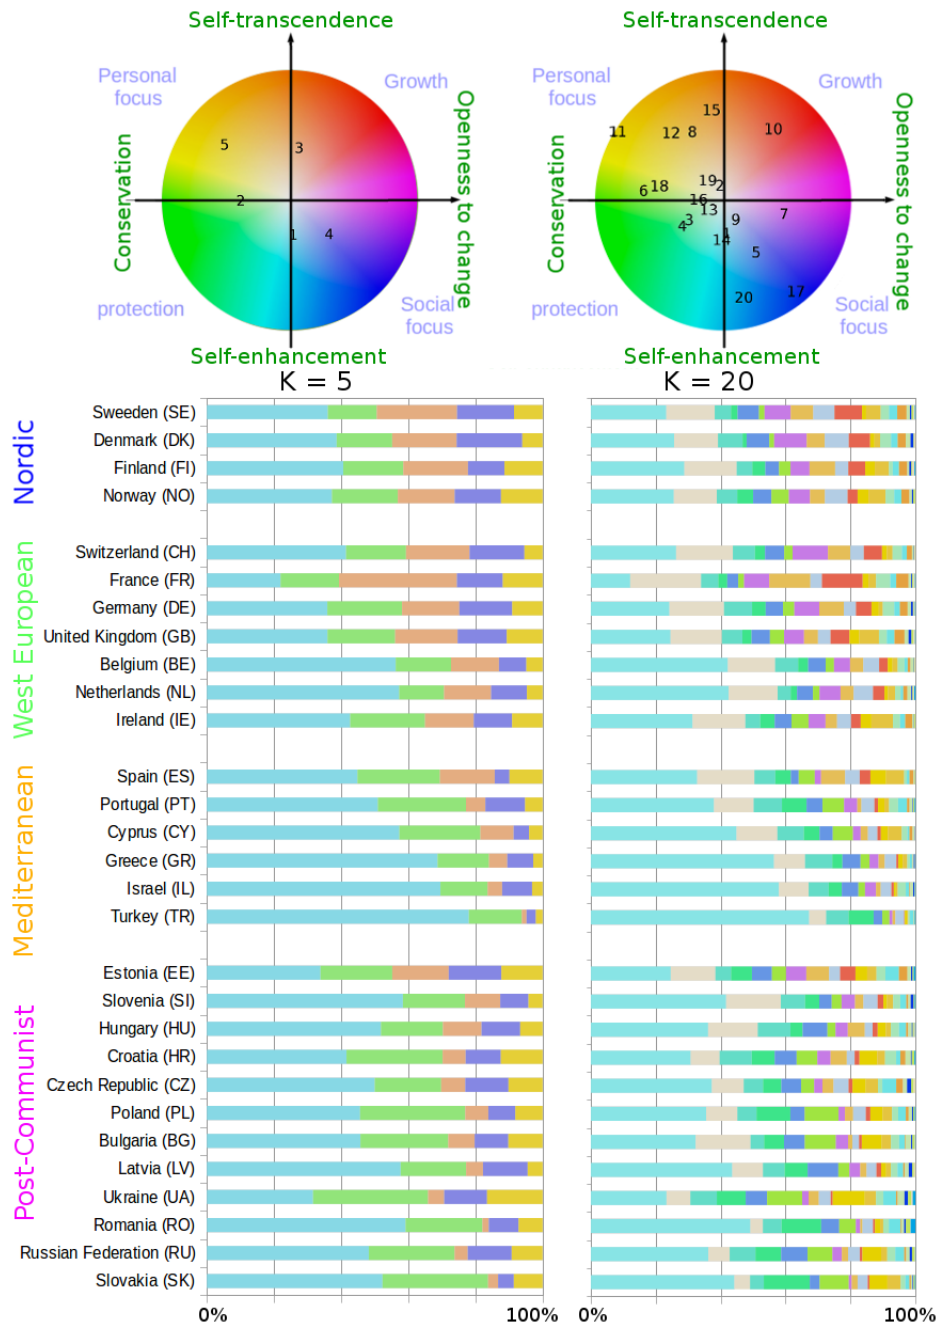 Self-transcendence
Personal focus
Growth
Conservation
Openness to change
5
3
2
1
4
protection
Social focus
Self-enhancement
K = 5
Self-transcendence
Personal focus
Growth
Conservation
Openness to change
15
11
12
8
10
19
2
6
18
16
13
3
4
9
7
1
14
5
20
17
protection
Social focus
Self-enhancement
K = 20
Nordic
Sweeden (SE)
Denmark (DK)
Finland (FI)
Norway (NO)
West European
Switzerland (CH)
France (FR)
Germany (DE)
United Kingdom (GB)
Belgium (BE)
Netherlands (NL)
Ireland (IE)
Mediterranean
Spain (ES)
Portugal (PT)
Cyprus (CY)
Greece (GR)
Israel (IL)
Turkey (TR)
Post-Communist
Estonia (EE)
Slovenia (SI)
Hungary (HU)
Croatia (HR)
Czech Republic (CZ)
Poland (PL)
Bulgaria (BG)
Latvia (LV)
Ukraine (UA)
Romania (RO)
Russian Federation (RU)
Slovakia (SK)
0% 100% 0% 100%